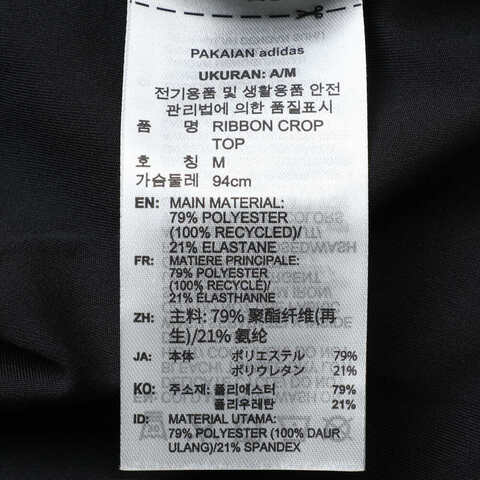 PAKAIAN adidas
UKURAN: A/M
전기용품 및 생활용품 안전
관리법에 의한 품질표시
품 명 RIBBON CROP
TOP
호 칭 M
가슴둘레 94cm
EN: MAIN MATERIAL:
79% POLYESTER
(100% RECYCLED)/
21% ELASTANE
FR: MATIERE PRINCIPALE:
79% POLYESTER
(100% RECYCLÉ)/
21% ÉLASTHANNE
ZH: 主料: 79% 聚酯纤维(再
生)/21% 氨纶
JA: 本体 ポリエステル 79%
ポリウレタン 21%
KO: 주소재: 폴리에스터 79%
폴리우레탄 21%
ID: MATERIAL UTAMA:
79% POLYESTER (100% DAUR
ULANG)/21% SPANDEX